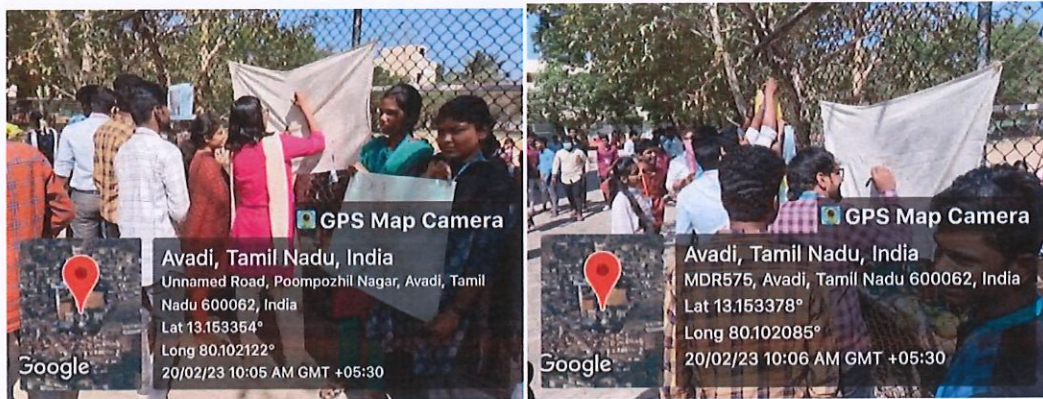 GPS Map Camera
Avadi, Tamil Nadu, India
Unnamed Road, Poompozhil Nagar, Avadi, Tamil
Nadu 600062, India
Lat 13.153354°
Long 80.102122°
20/02/23 10:05 AM GMT +05:30
Google
GPS Map Camera
Avadi, Tamil Nadu, India
MDR575, Avadi, Tamil Nadu 600062, India
Lat 13.153378°
Long 80.102085°
20/02/23 10:06 AM GMT +05:30
Google